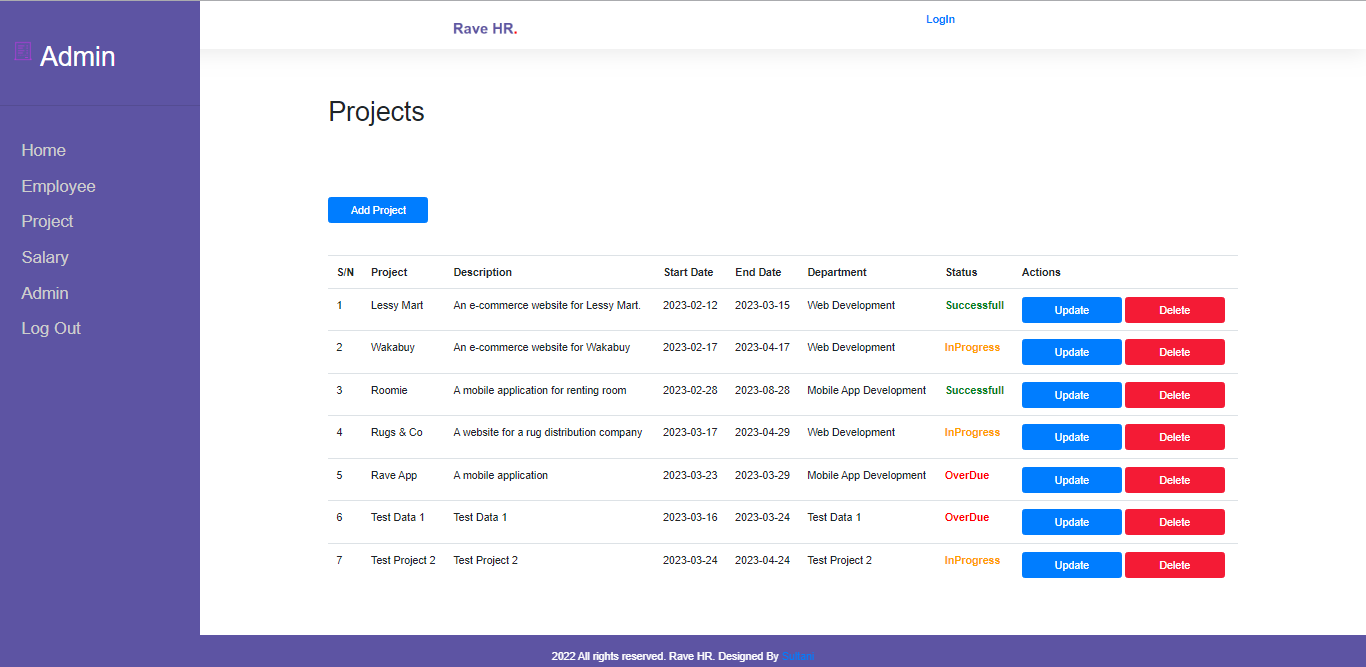 Admin
Home
Employee
Project
Salary
Admin
Log Out
Rave HR.
LogIn
Projects
Add Project
S/N Project Description Start Date End Date Department Status Actions
1 Lessy Mart An e-commerce website for Lessy Mart. 2023-02-12 2023-03-15 Web Development Successfull Update Delete
2 Wakabuy An e-commerce website for Wakabuy 2023-02-17 2023-04-17 Web Development InProgress Update Delete
3 Roomie A mobile application for renting room 2023-02-28 2023-08-28 Mobile App Development Successfull Update Delete
4 Rugs & Co A website for a rug distribution company 2023-03-17 2023-04-29 Web Development InProgress Update Delete
5 Rave App A mobile application 2023-03-23 2023-03-29 Mobile App Development OverDue Update Delete
6 Test Data 1 Test Data 1 2023-03-16 2023-03-24 Test Data 1 OverDue Update Delete
7 Test Project 2 Test Project 2 2023-03-24 2023-04-24 Test Project 2 InProgress Update Delete
2022 All rights reserved. Rave HR. Designed By